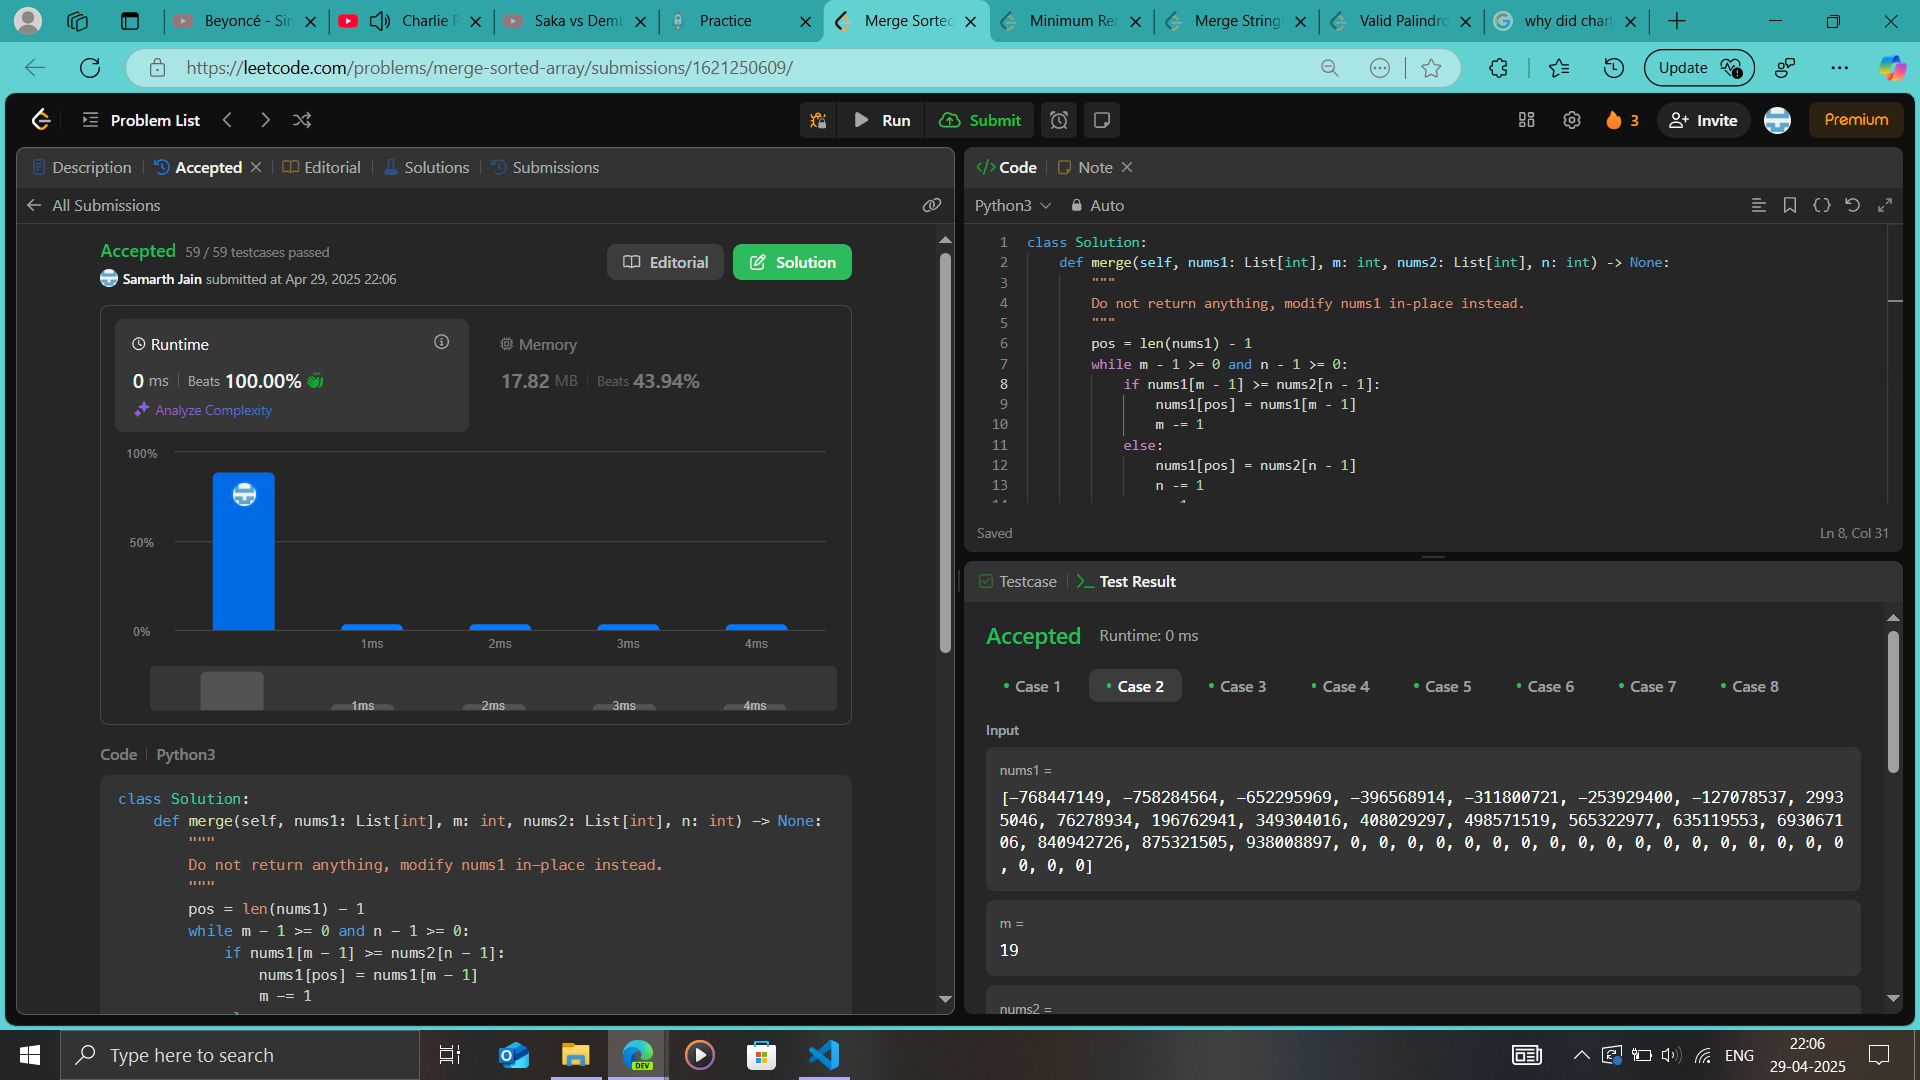 Beyoncé - Sin
Charlie P
Saka vs Demb
Practice
Merge Sorted
Minimum Rem
Merge String
Valid Palindro
why did charl
https://leetcode.com/problems/merge-sorted-array/submissions/1621250609/
Update
Problem List
Run
Submit
3
Invite
Premium
Description
Accepted
Editorial
Solutions
Submissions
All Submissions
Accepted 59 / 59 testcases passed
Samarth Jain submitted at Apr 29, 2025 22:06
Editorial
Solution
Runtime
0 ms Beats 100.00%
Analyze Complexity
Memory
17.82 MB Beats 43.94%
100%
50%
0%
1ms 2ms 3ms 4ms
1ms 2ms 3ms 4ms
Code Python3
class Solution:
def merge(self, nums1: List[int], m: int, nums2: List[int], n: int) -> None:
"""
Do not return anything, modify nums1 in-place instead.
"""
pos = len(nums1) - 1
while m - 1 >= 0 and n - 1 >= 0:
if nums1[m - 1] >= nums2[n - 1]:
nums1[pos] = nums1[m - 1]
m -= 1
</> Code
Note
Python3
Auto
1 class Solution:
2 def merge(self, nums1: List[int], m: int, nums2: List[int], n: int) -> None:
3 """
4 Do not return anything, modify nums1 in-place instead.
5 """
6 pos = len(nums1) - 1
7 while m - 1 >= 0 and n - 1 >= 0:
8 if nums1[m - 1] >= nums2[n - 1]:
9 nums1[pos] = nums1[m - 1]
10 m -= 1
11 else:
12 nums1[pos] = nums2[n - 1]
13 n -= 1
Saved
Ln 8, Col 31
Testcase
Test Result
Accepted Runtime: 0 ms
Case 1 Case 2 Case 3 Case 4 Case 5 Case 6 Case 7 Case 8
Input
nums1 =
[-768447149, -758284564, -652295969, -396568914, -311800721, -253929400, -127078537, 2993
5046, 76278934, 196762941, 349304016, 408029297, 498571519, 565322977, 635119553, 6930671
06, 840942726, 875321505, 938008897, 0, 0, 0, 0, 0, 0, 0, 0, 0, 0, 0, 0, 0, 0, 0, 0, 0, 0
, 0, 0, 0]
m =
19
nums2 =
Type here to search
DEV
ENG
22:06
29-04-2025